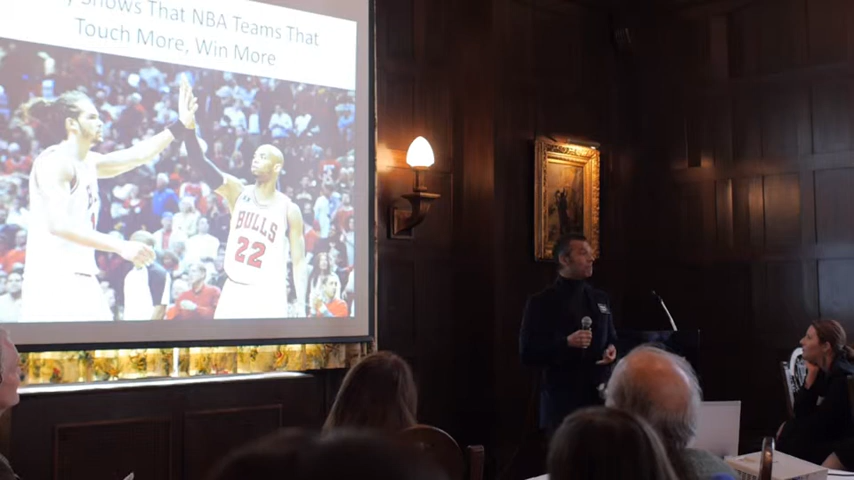 Shows That NBA Teams That
Touch More, Win More
BULLS
22